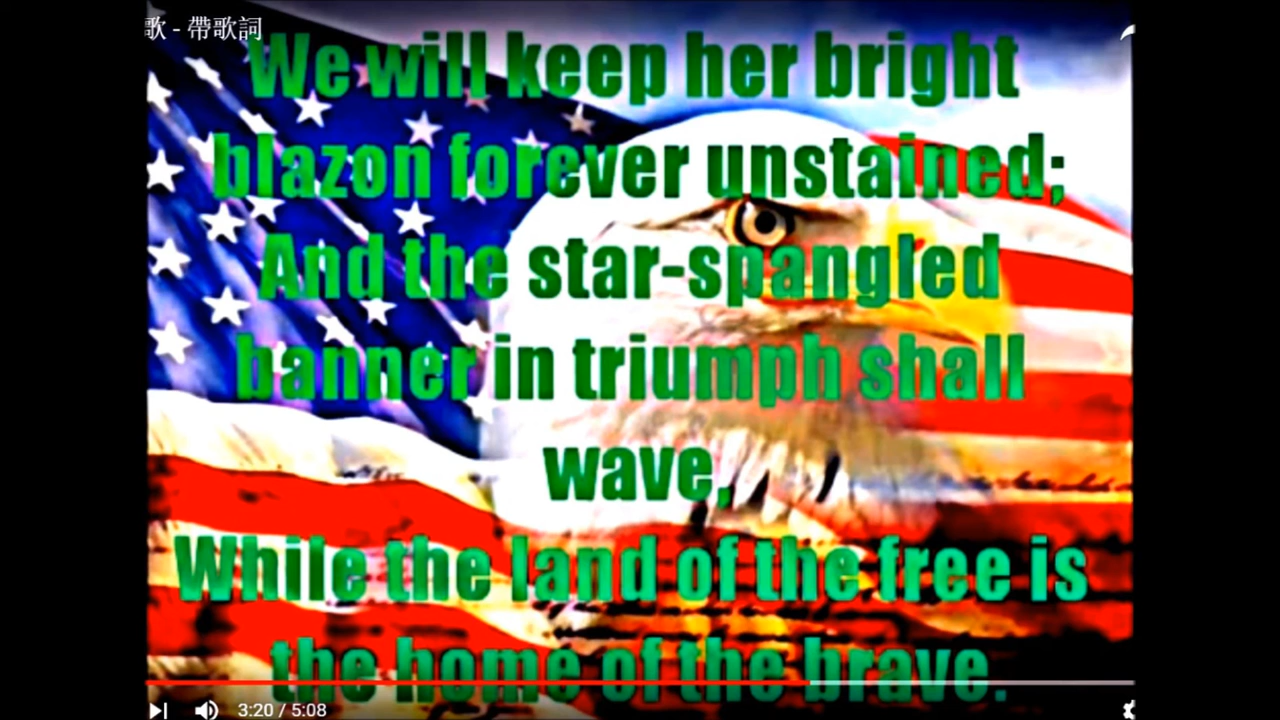 歌 - 帶歌詞
We will keep her bright
blazon forever unstained;
And the star-spangled
banner in triumph shall
wave,
While the land of the free is
the home of the brave.
3:20 / 5:08